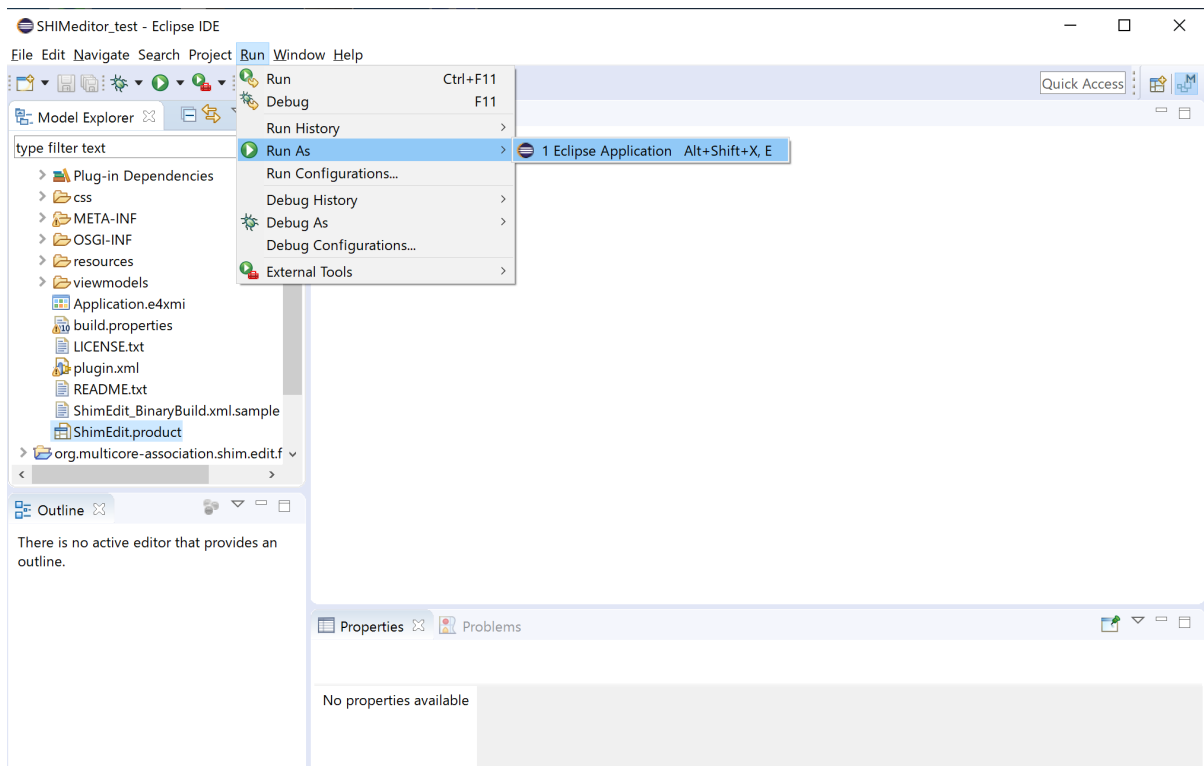 SHIMeditor_test - Eclipse IDE
File Edit Navigate Search Project Run Window Help
Quick Access
Run Ctrl+F11
Debug F11
Run History
Run As
Run Configurations...
Debug History
Debug As
Debug Configurations...
External Tools
1 Eclipse Application Alt+Shift+X, E
Model Explorer
type filter text
Plug-in Dependencies
css
META-INF
OSGI-INF
resources
viewmodels
Application.e4xmi
build.properties
LICENSE.txt
plugin.xml
README.txt
ShimEdit_BinaryBuild.xml.sample
ShimEdit.product
org.multicore-association.shim.edit.f
Outline
There is no active editor that provides an
outline.
Properties Problems
No properties available